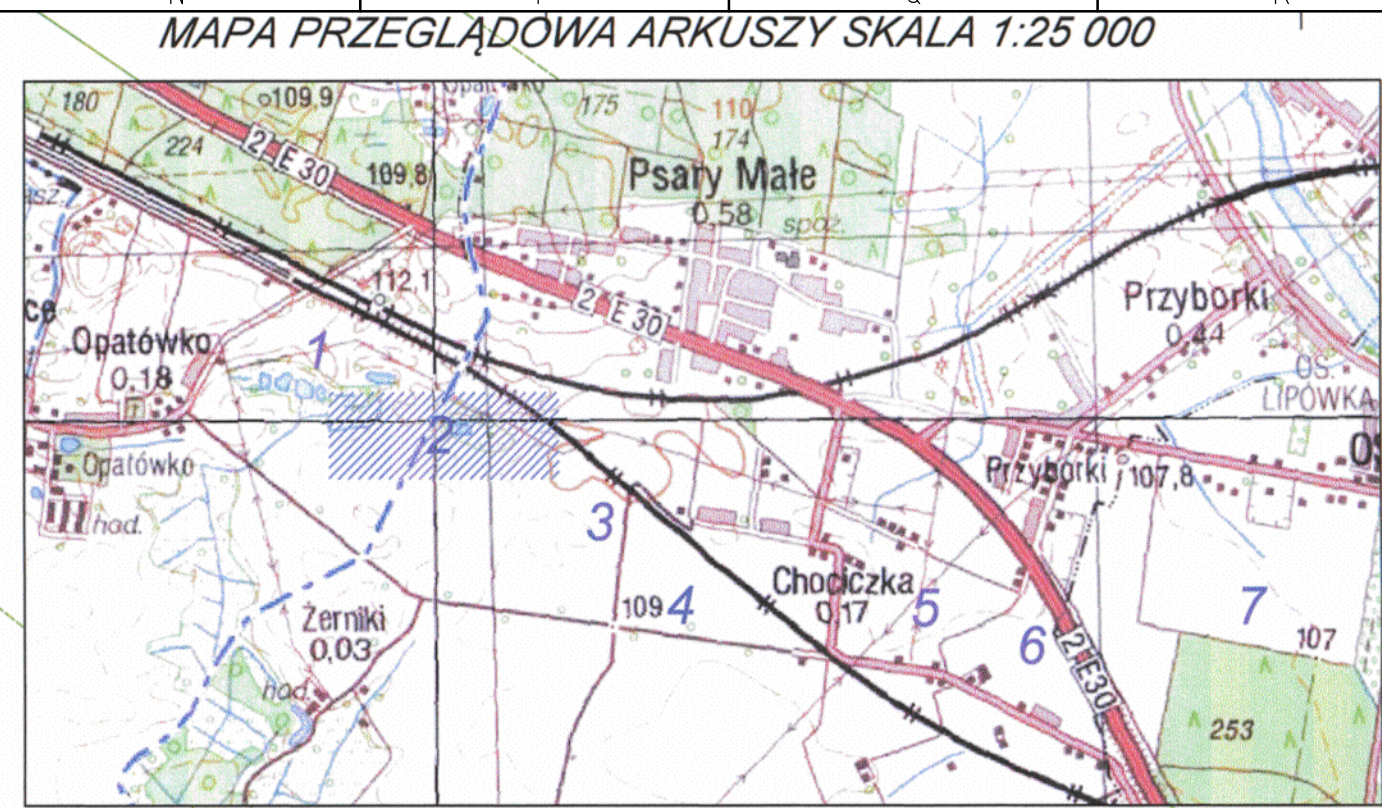 MAPA PRZEGLĄDOWA ARKUSZY SKALA 1:25 000
180
109.9
175
110
174
224
2 E 30
109.8
Psary Małe
0,58
spoż.
112,1
2 E 30
Przyborki
0,44
Opatówko
0,18
1
OS.
LIPÓWKA
2
Opatówko
Przyborki
107,8
hod.
3
Chociczka
0,17
109
4
5
6
7
Żerniki
0,03
107
2 E30
hod.
253